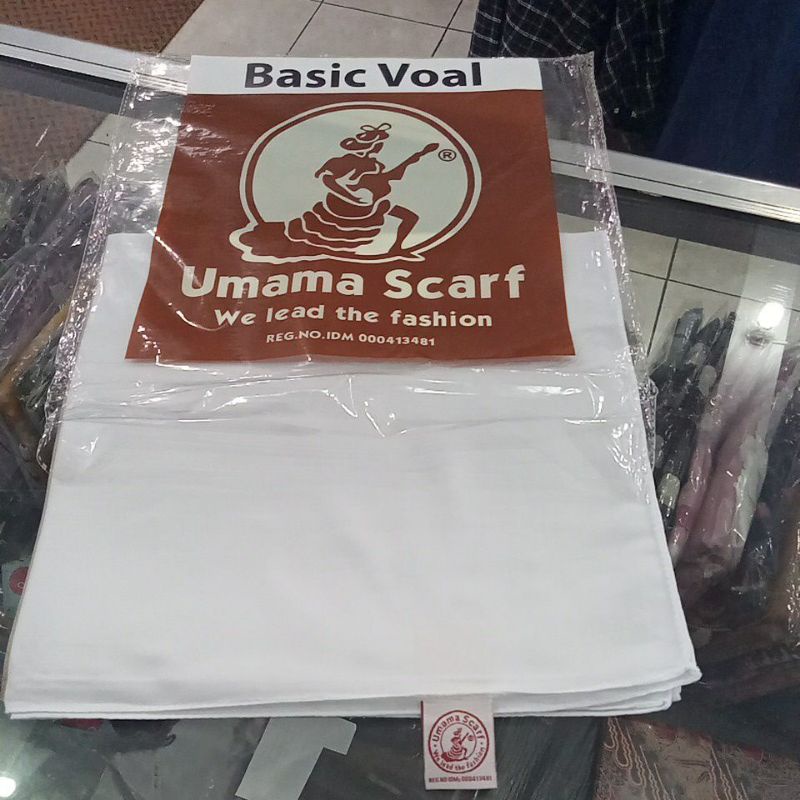 Basic Voal
®
Umama Scarf
We lead the fashion
REG.NO.IDM 000413481
Umama Scarf
®
We lead the fashion
REG.NO IDM 000413481